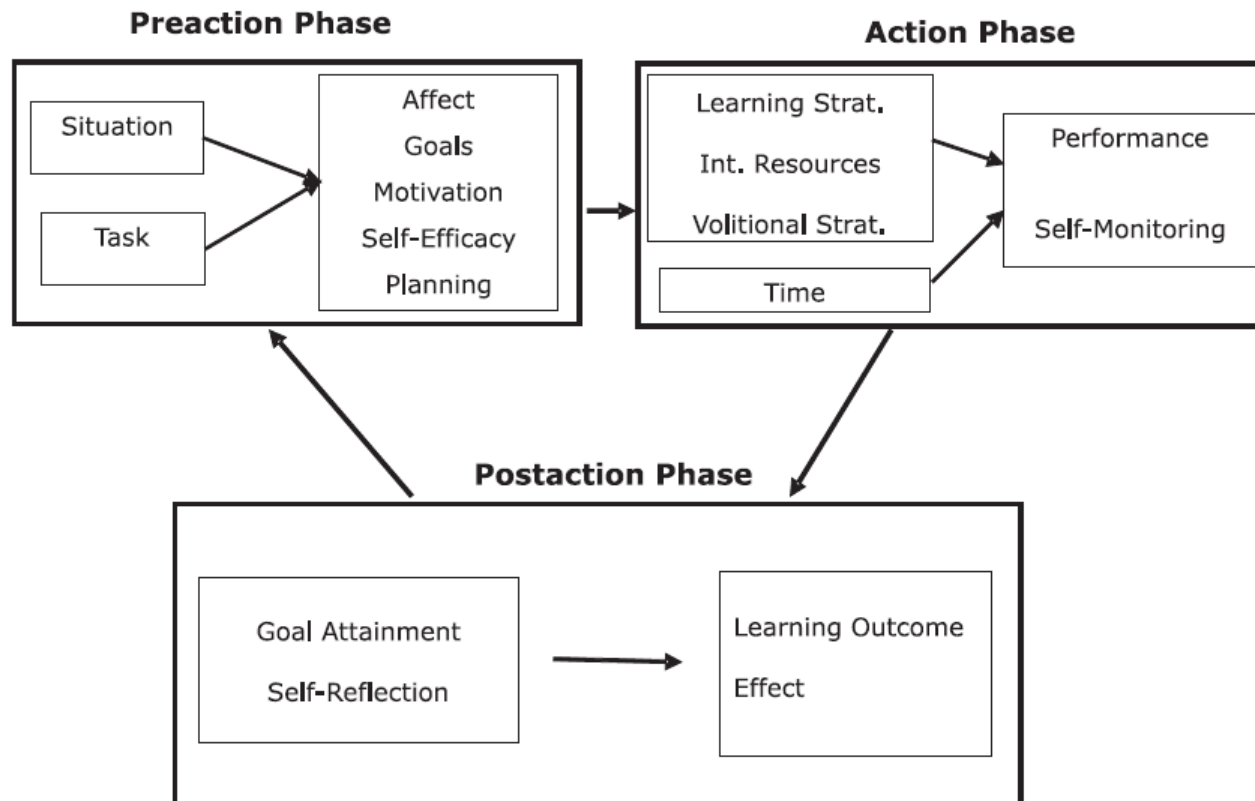 Preaction Phase
Situation
Task
Affect
Goals
Motivation
Self-Efficacy
Planning
Action Phase
Learning Strat.
Int. Resources
Volitional Strat.
Time
Performance
Self-Monitoring
Postaction Phase
Goal Attainment
Self-Reflection
Learning Outcome
Effect